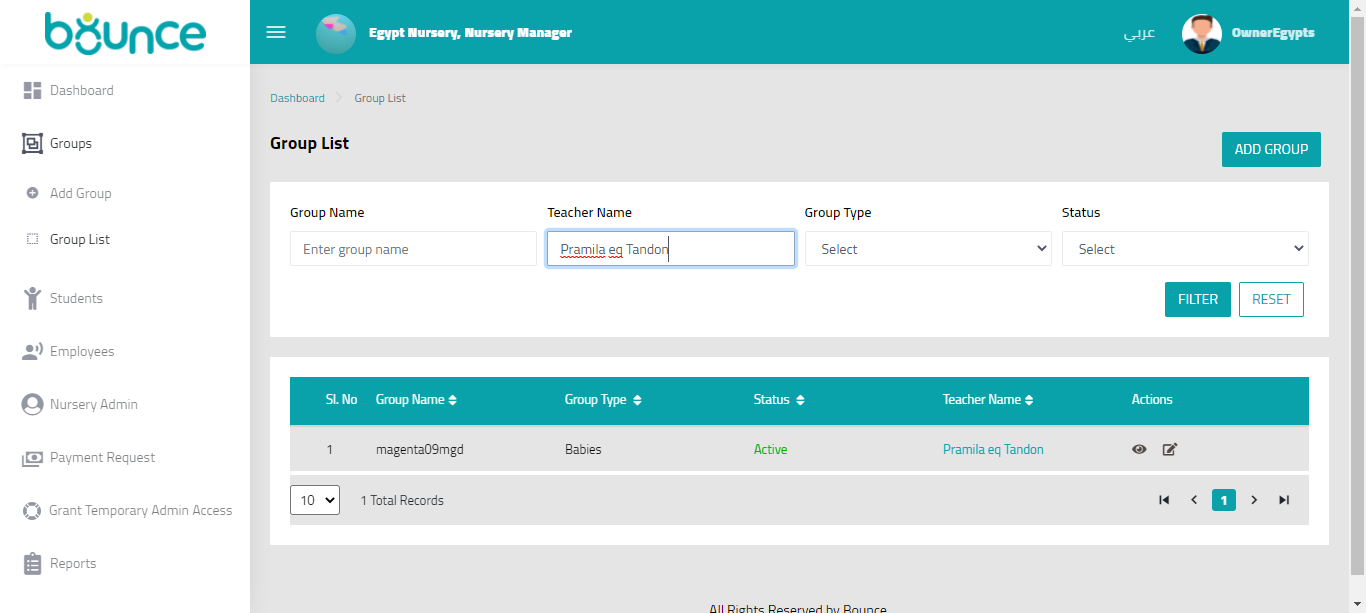 bounce
Egypt Nursery, Nursery Manager
عربي
OwnerEgypts
Dashboard
Groups
Add Group
Group List
Students
Employees
Nursery Admin
Payment Request
Grant Temporary Admin Access
Reports
Dashboard Group List
Group List
ADD GROUP
Group Name Teacher Name Group Type Status
Enter group name Pramila eq Tandon Select Select
FILTER RESET
Sl. No Group Name Group Type Status Teacher Name Actions
1 magenta09mgd Babies Active Pramila eq Tandon
10 1 Total Records 1
All Rights Reserved by Bounce